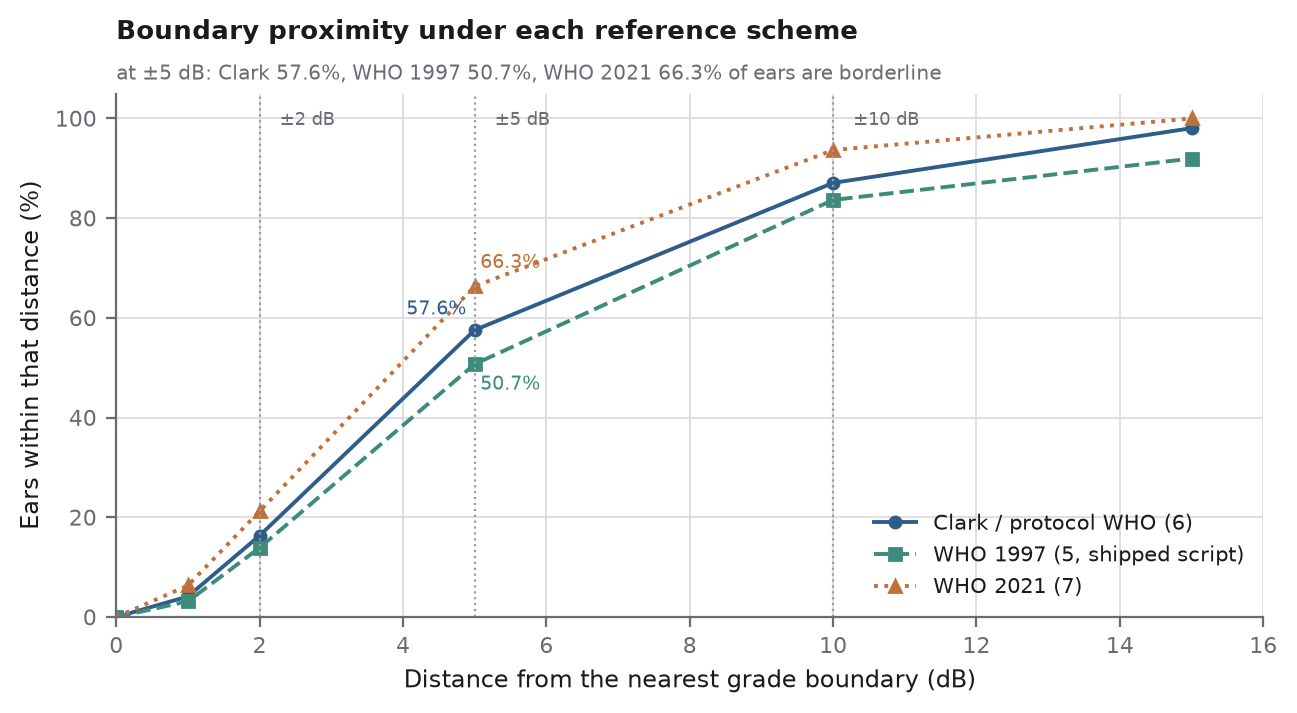 Boundary proximity under each reference scheme
at ±5 dB: Clark 57.6%, WHO 1997 50.7%, WHO 2021 66.3% of ears are borderline
±2 dB
±5 dB
±10 dB
100
80
60
40
20
0
Ears within that distance (%)
66.3%
57.6%
50.7%
Clark / protocol WHO (6)
WHO 1997 (5, shipped script)
WHO 2021 (7)
0
2
4
6
8
10
12
14
16
Distance from the nearest grade boundary (dB)